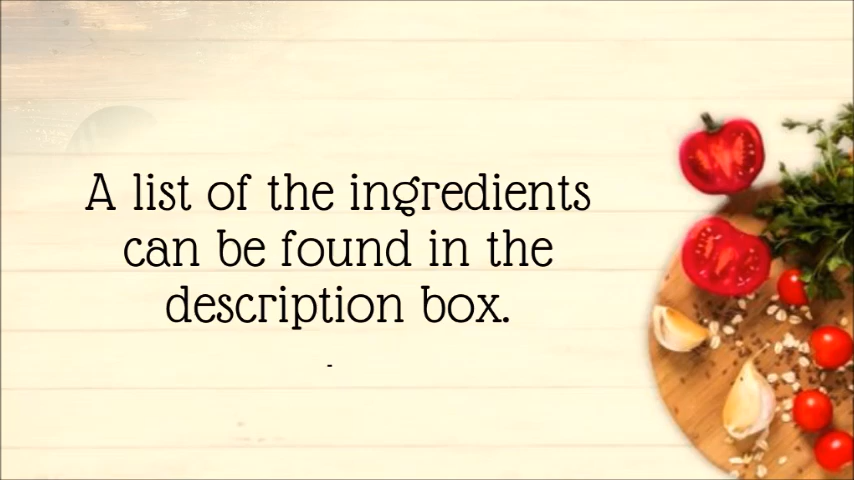 A list of the ingredients
can be found in the
description box.
-